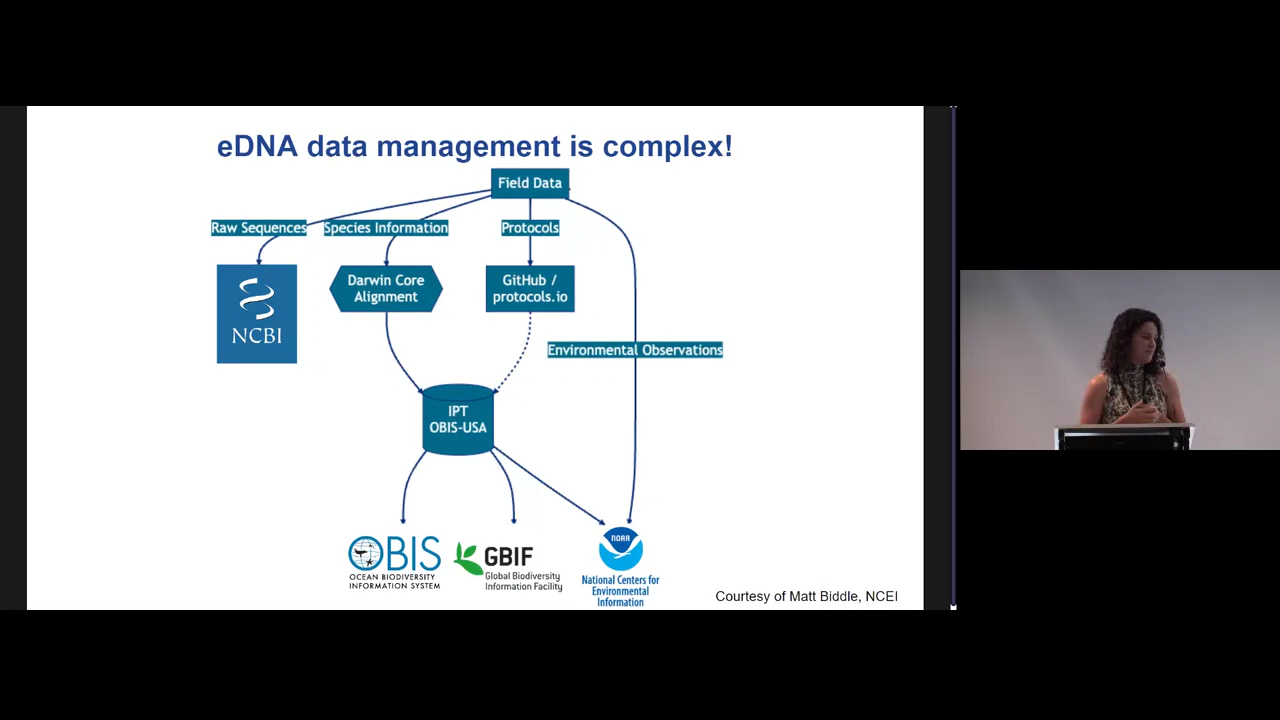 eDNA data management is complex!
Field Data
Raw Sequences
Species Information
Protocols
NCBI
Darwin Core
Alignment
GitHub /
protocols.io
Environmental Observations
IPT
OBIS-USA
OBIS
OCEAN BIODIVERSITY
INFORMATION SYSTEM
GBIF
Global Biodiversity
Information Facility
NOAA
National Centers for
Environmental
Information
Courtesy of Matt Biddle, NCEI